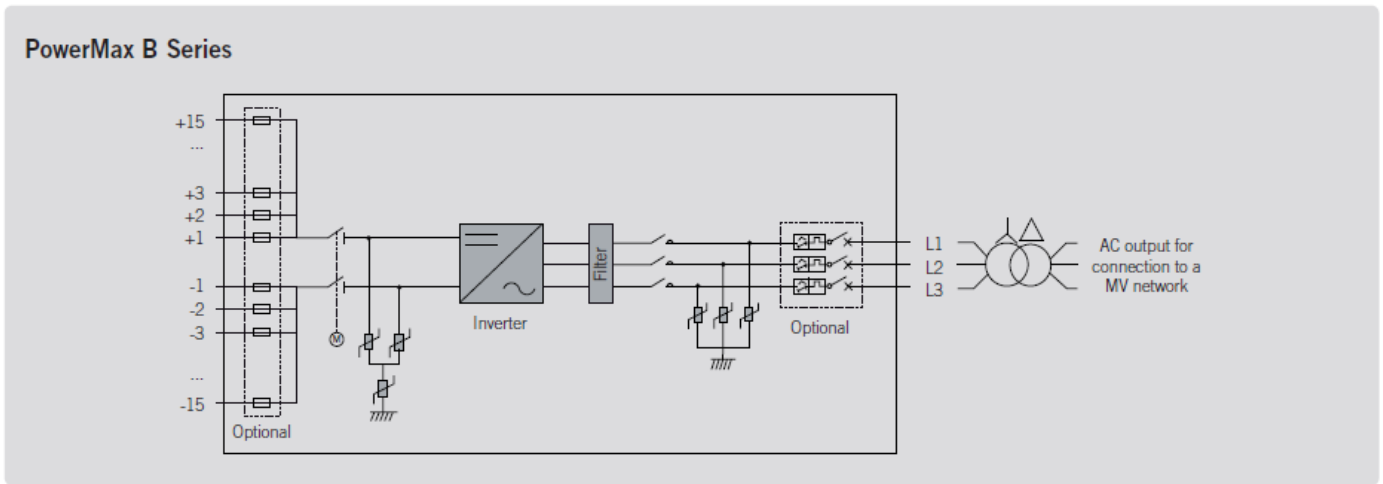 PowerMax B Series
+15
...
+3
+2
+1
-1
-2
-3
...
-15
Optional
M
Inverter
Filter
Optional
L1
L2
L3
AC output for
connection to a
MV network